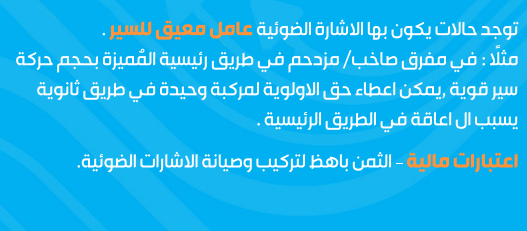 توجد حالات يكون بها الاشارة الضوئية عامل معيق للسير .
مثلًا : في مفرق صاخب/ مزدحم في طريق رئيسية المُميزة بحجم حركة
سير قوية ,يمكن اعطاء حق الاولوية لمركبة وحيدة في طريق ثانوية
يسبب ال اعاقة في الطريق الرئيسية .
اعتبارات مالية – الثمن باهظ لتركيب وصيانة الاشارات الضوئية.